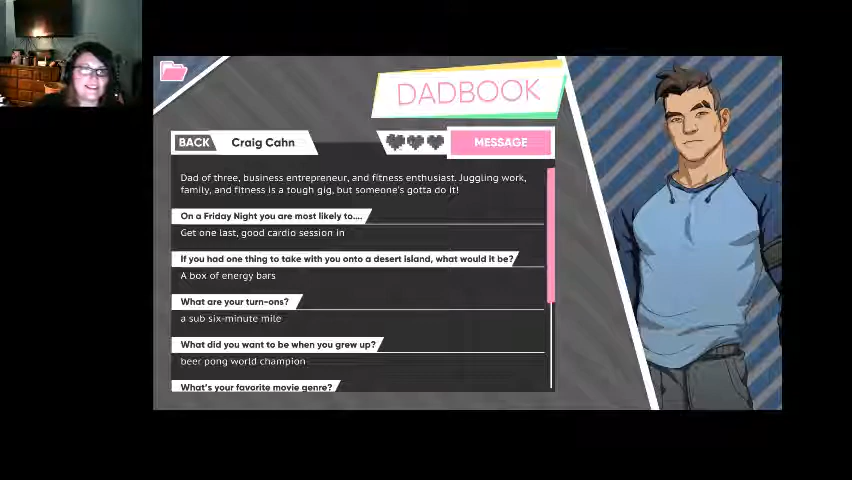 DADBOOK
BACK Craig Cahn MESSAGE
Dad of three, business entrepreneur, and fitness enthusiast. Juggling work,
family, and fitness is a tough gig, but someone's gotta do it!
On a Friday Night you are most likely to....
Get one last, good cardio session in
If you had one thing to take with you onto a desert island, what would it be?
A box of energy bars
What are your turn-ons?
a sub six-minute mile
What did you want to be when you grew up?
beer pong world champion
What's your favorite movie genre?